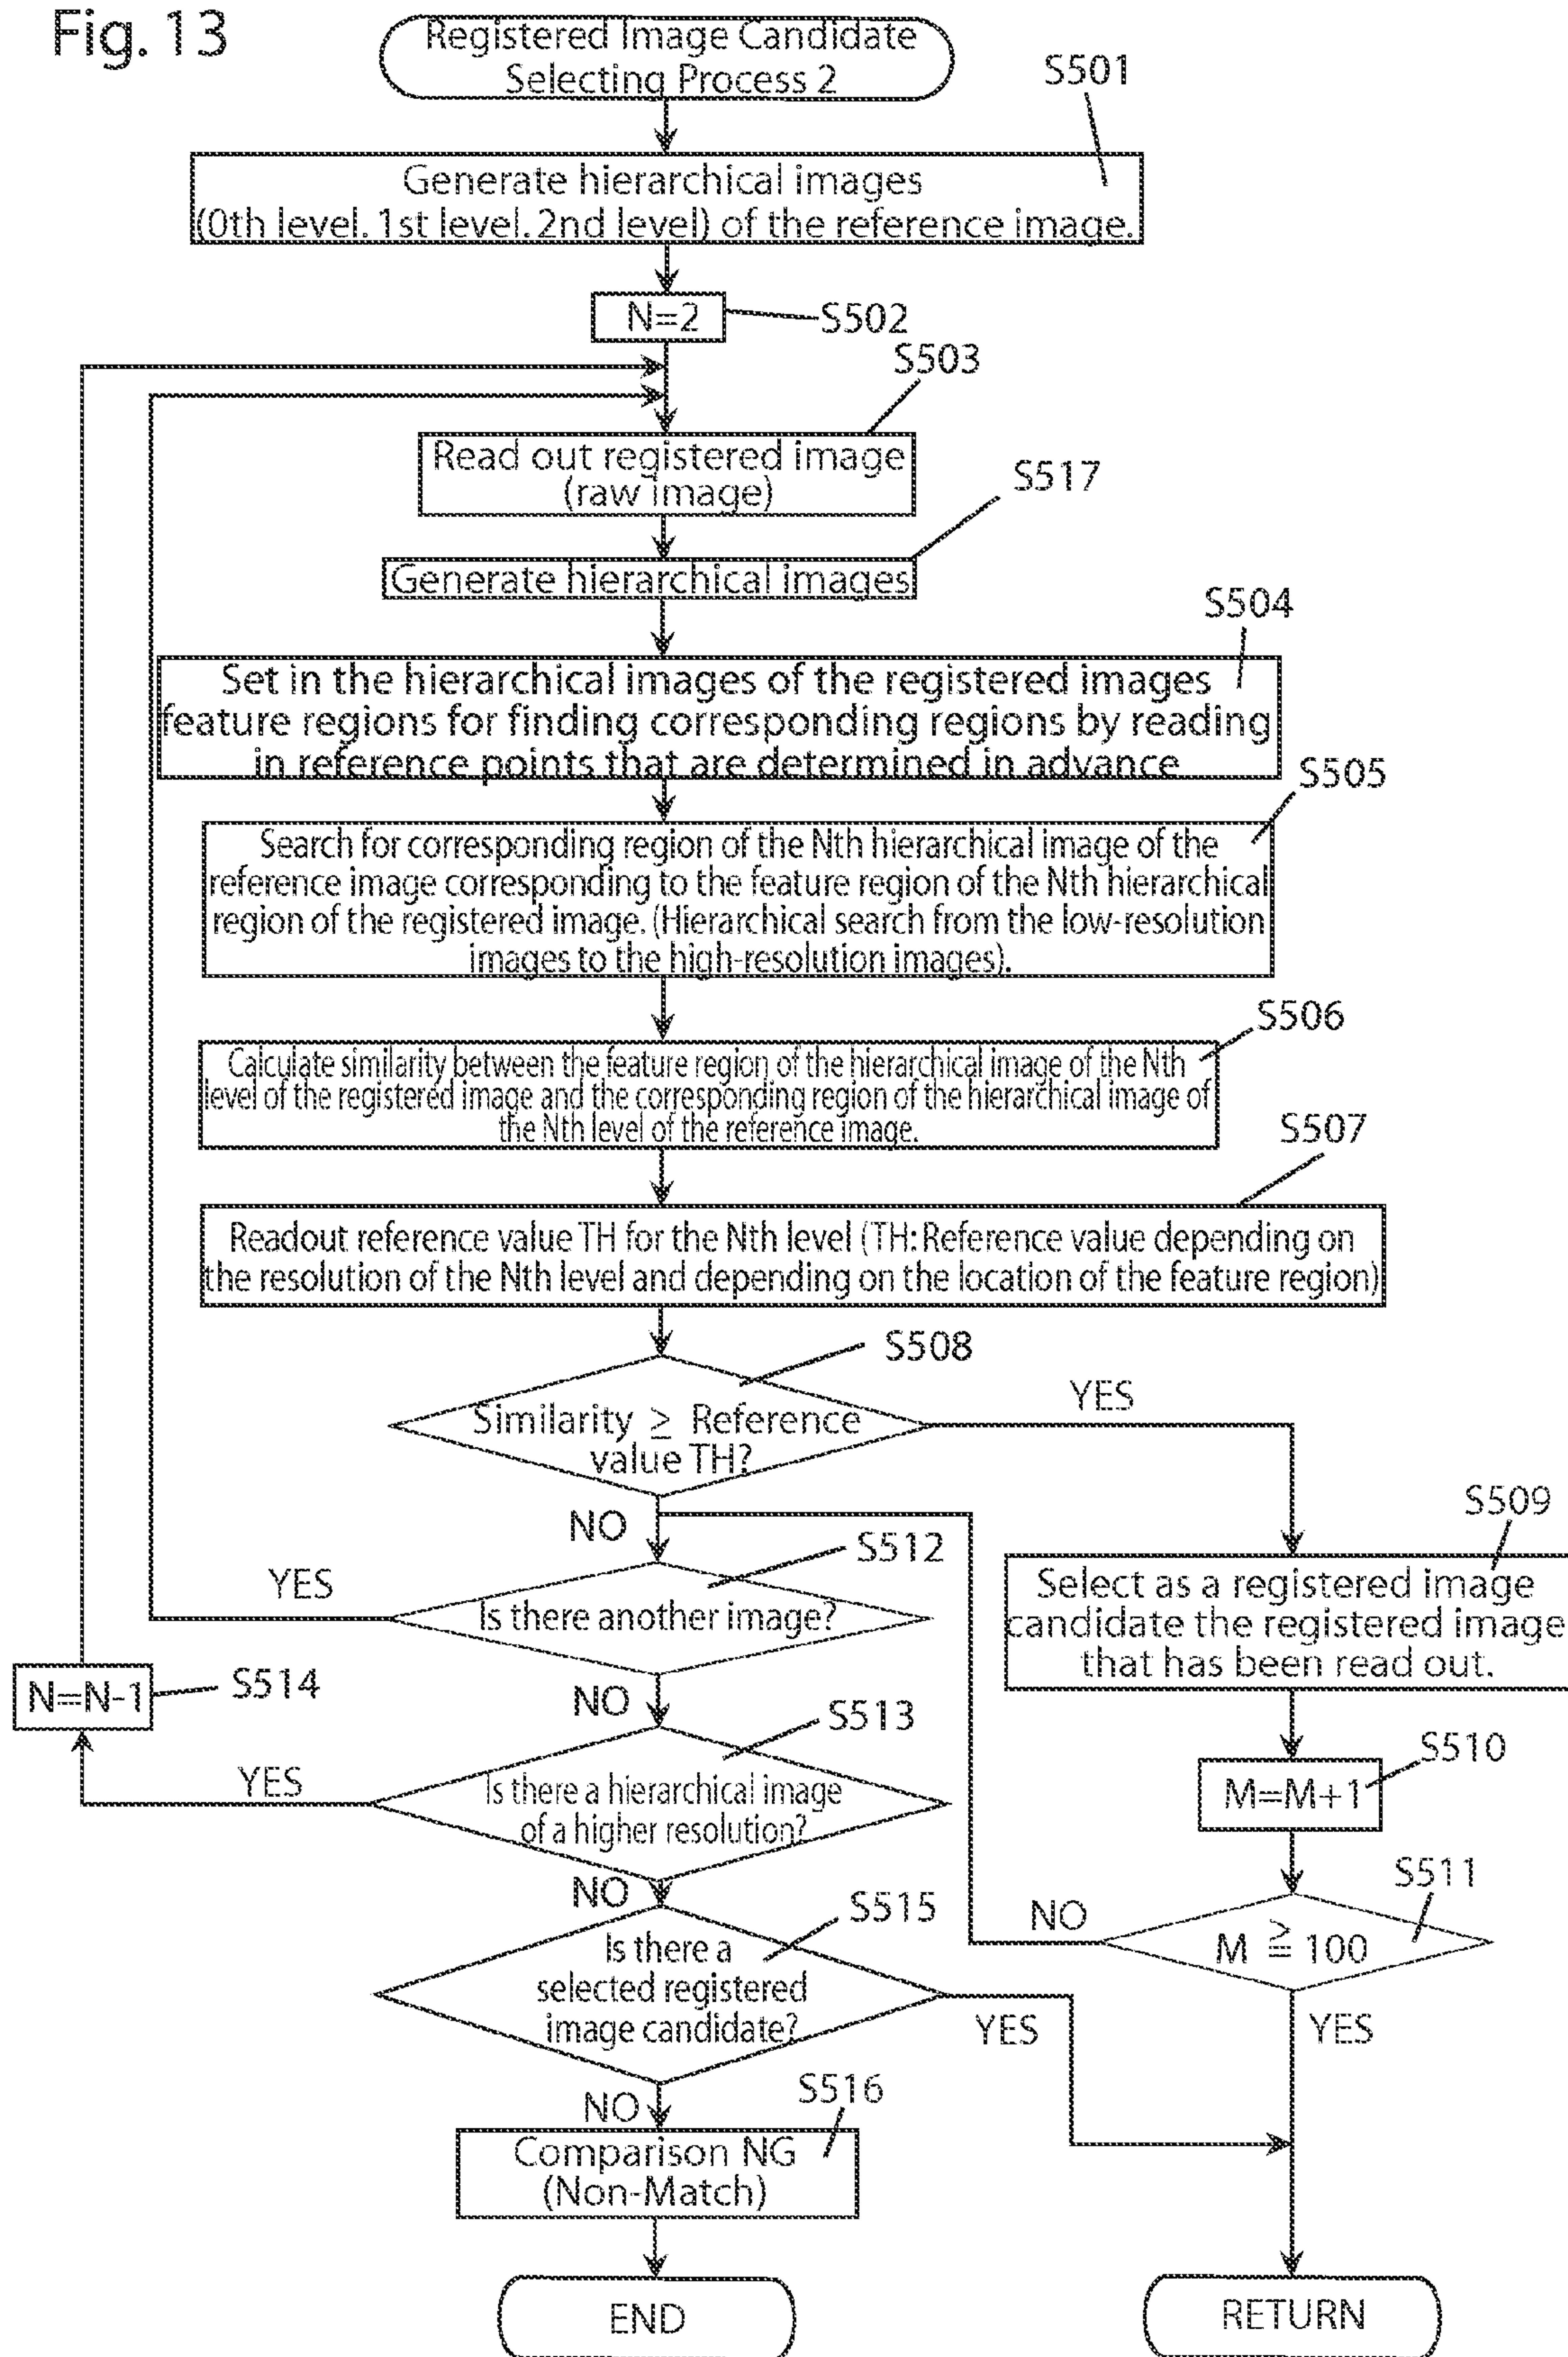 Fig. 13
Registered Image Candidate
Selecting Process 2
S501
Generate hierarchical images
(0th level. 1st level. 2nd level) of the reference image.
N=2
S502
S503
Read out registered image
(raw image)
S517
Generate hierarchical images
S504
Set in the hierarchical images of the registered images
feature regions for finding corresponding regions by reading
in reference points that are determined in advance
S505
Search for corresponding region of the Nth hierarchical image of the
reference image corresponding to the feature region of the Nth hierarchical
region of the registered image. (Hierarchical search from the low-resolution
images to the high-resolution images).
S506
Calculate similarity between the feature region of the hierarchical image of the Nth
level of the registered image and the corresponding region of the hierarchical image of
the Nth level of the reference image.
S507
Readout reference value TH for the Nth level (TH: Reference value depending on
the resolution of the Nth level and depending on the location of the feature region)
S508
Similarity ≥ Reference
value TH?
YES
NO
S509
Select as a registered image
candidate the registered image
that has been read out.
S512
Is there another image?
YES
NO
N=N-1
S514
S513
Is there a hierarchical image
of a higher resolution?
YES
NO
S510
M=M+1
S511
M ≧ 100
NO
YES
S515
Is there a
selected registered
image candidate?
YES
NO
S516
Comparison NG
(Non-Match)
END
RETURN